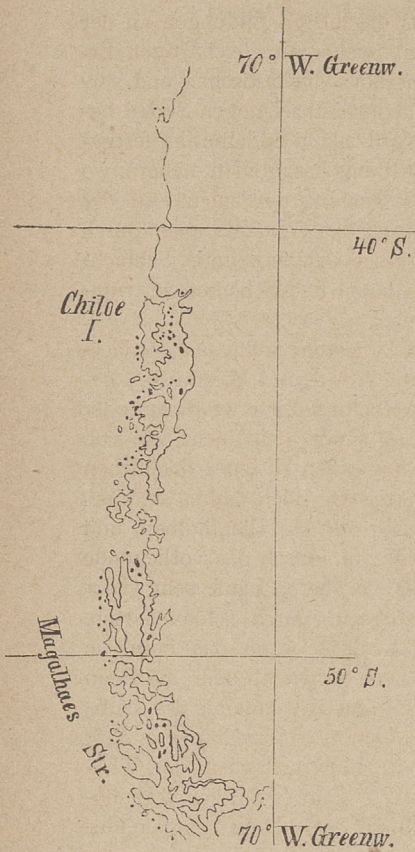 70° W. Greenw.
40° S.
Chiloe
I.
Magalhaes
Str.
50° S.
70° W. Greenw.